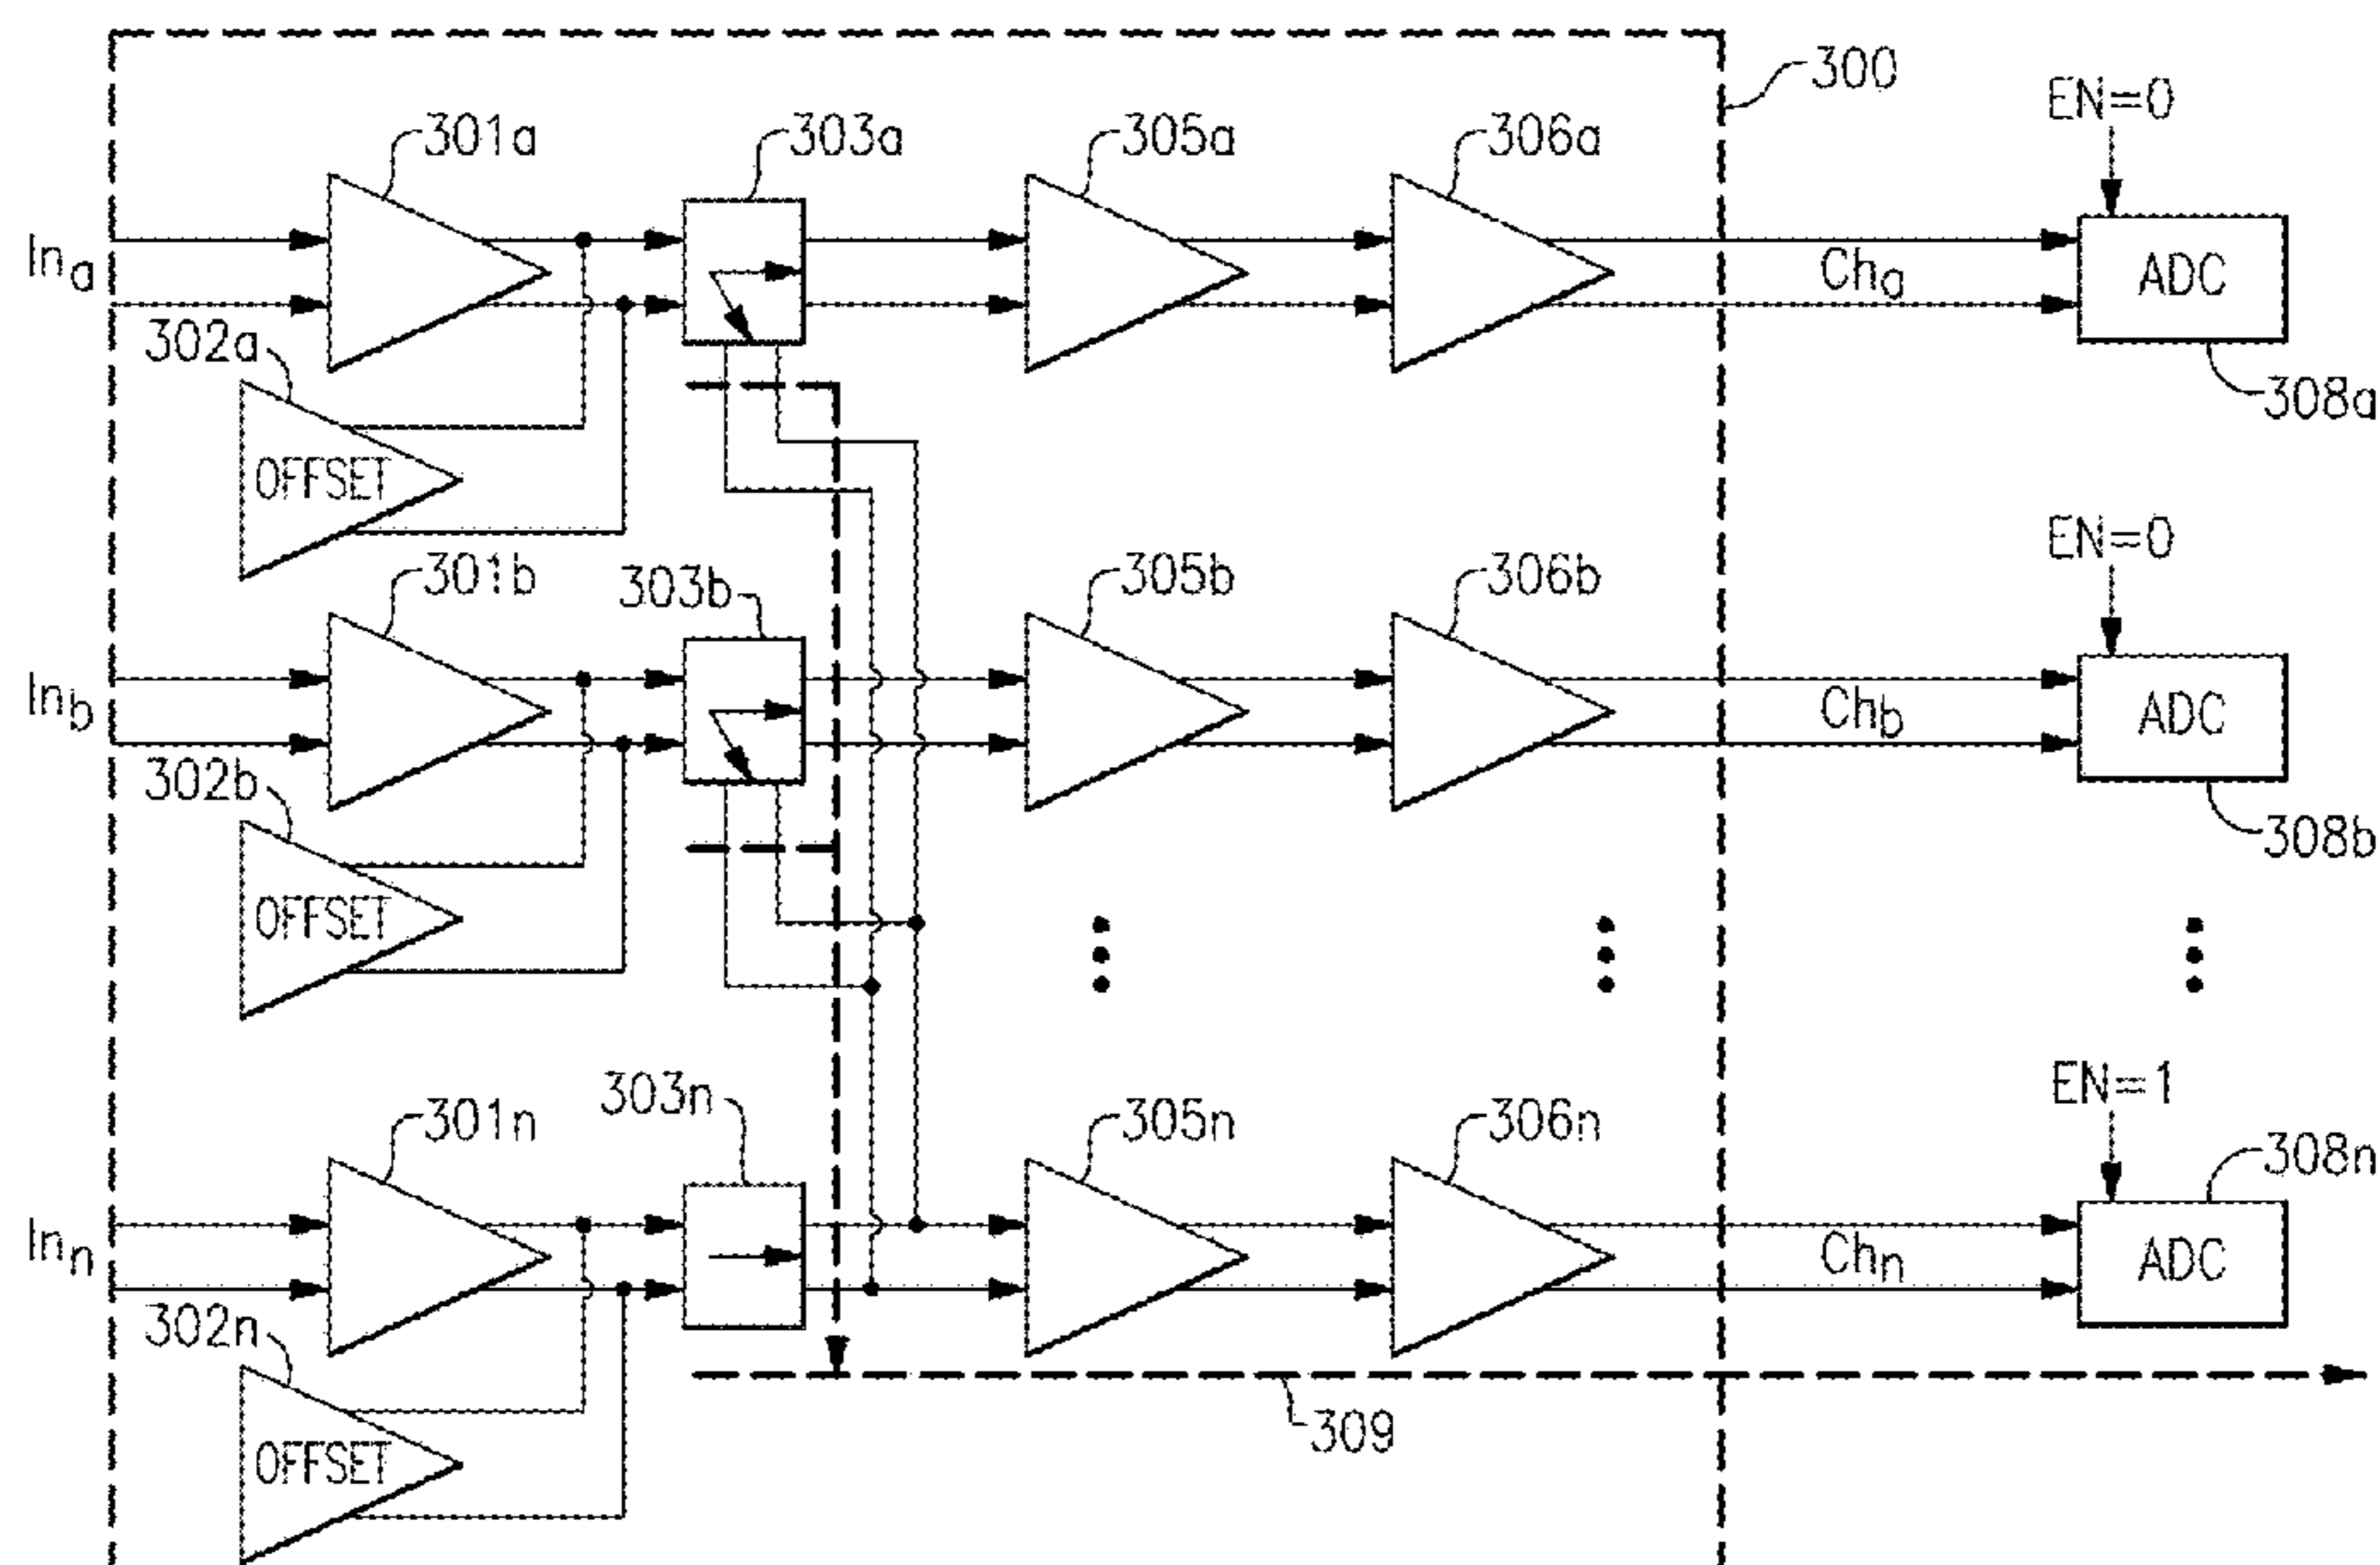 300
EN=0
301a
303a
305a
306a
Ina
Cha
ADC
302a
308a
OFFSET
EN=0
301b
303b
305b
306b
Inb
Chb
ADC
302b
308b
OFFSET
EN=1
301n
303n
305n
306n
308n
Inn
Chn
ADC
302n
309
OFFSET